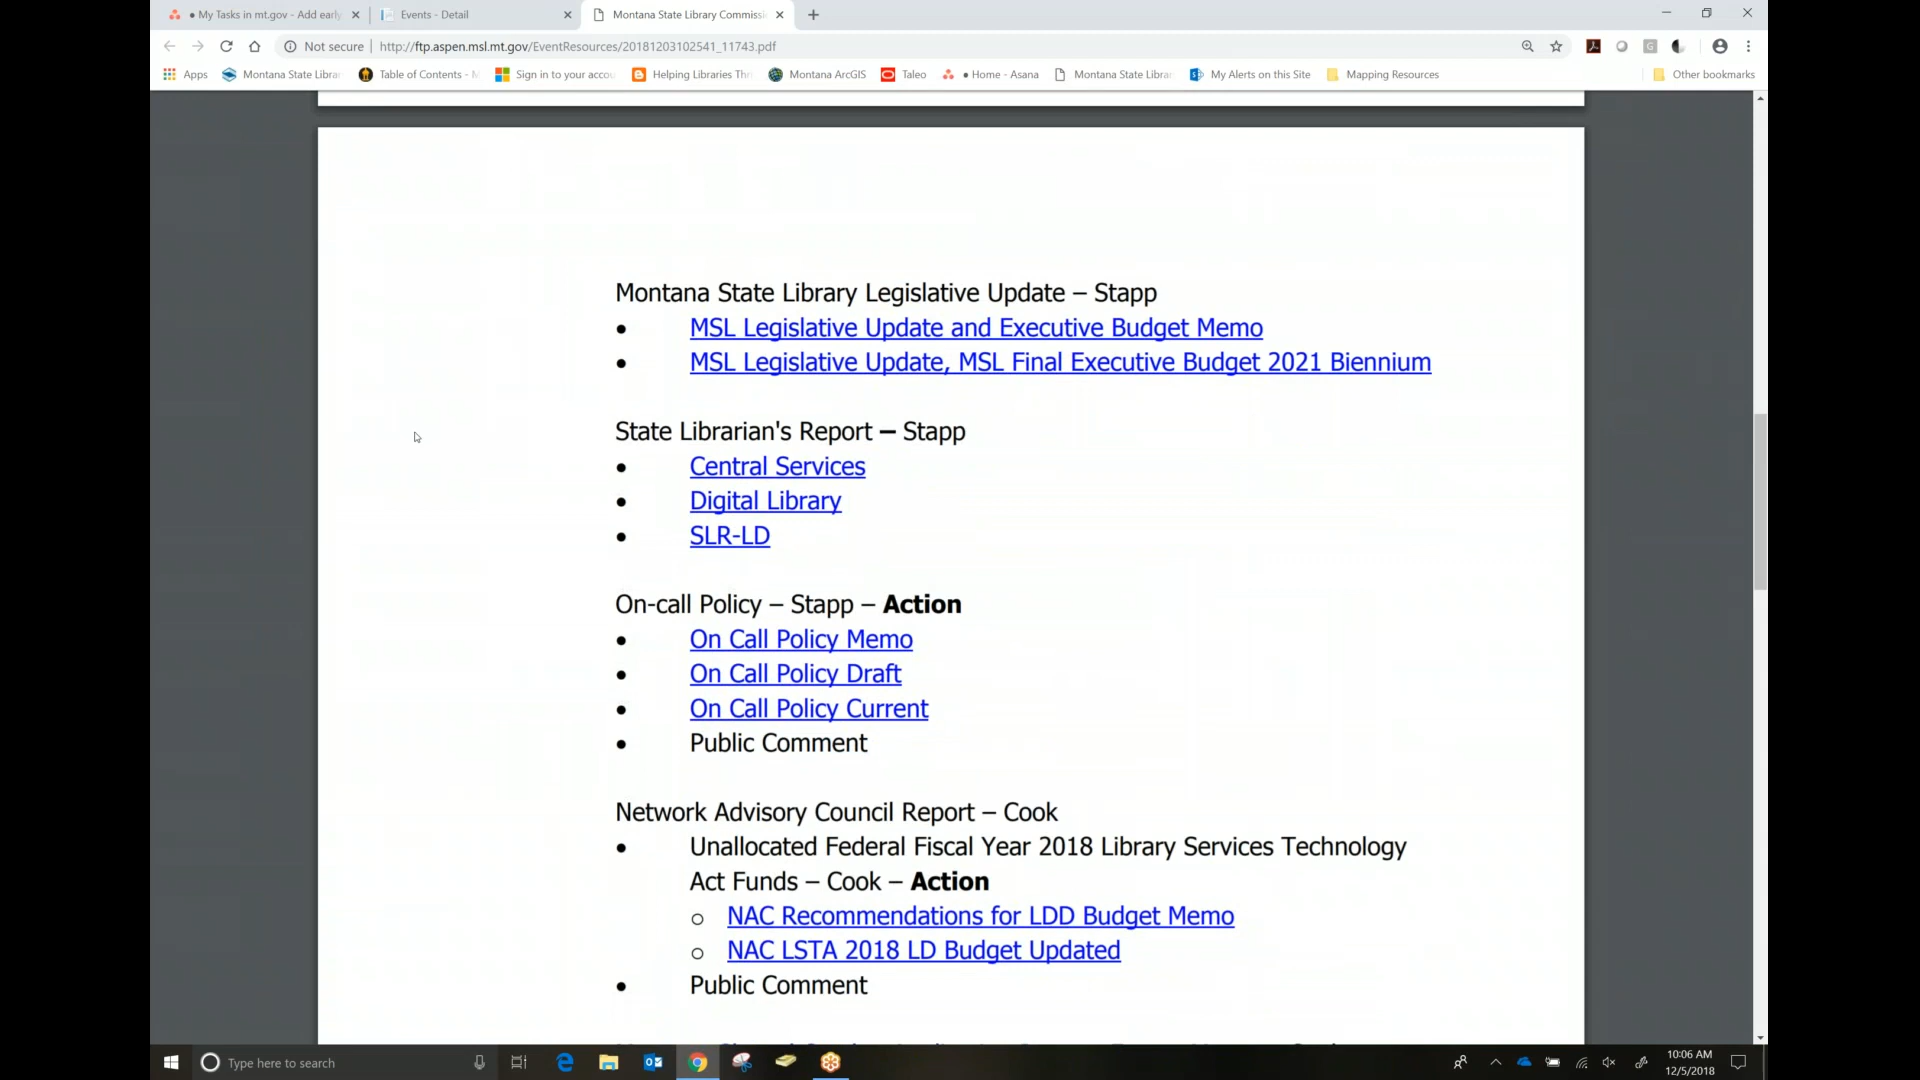 • My Tasks in mt.gov - Add early
Events - Detail
Montana State Library Commissi
Not secure
http://ftp.aspen.msl.mt.gov/EventResources/20181203102541_11743.pdf
Apps
Montana State Librar
Table of Contents - M
Sign in to your accou
Helping Libraries Thr
Montana ArcGIS
Taleo
• Home - Asana
Montana State Librar
My Alerts on this Site
Mapping Resources
Other bookmarks
Montana State Library Legislative Update – Stapp
• MSL Legislative Update and Executive Budget Memo
• MSL Legislative Update, MSL Final Executive Budget 2021 Biennium
State Librarian's Report – Stapp
• Central Services
• Digital Library
• SLR-LD
On-call Policy – Stapp – Action
• On Call Policy Memo
• On Call Policy Draft
• On Call Policy Current
• Public Comment
Network Advisory Council Report – Cook
• Unallocated Federal Fiscal Year 2018 Library Services Technology
Act Funds – Cook – Action
o NAC Recommendations for LDD Budget Memo
o NAC LSTA 2018 LD Budget Updated
• Public Comment
Type here to search
10:06 AM
12/5/2018